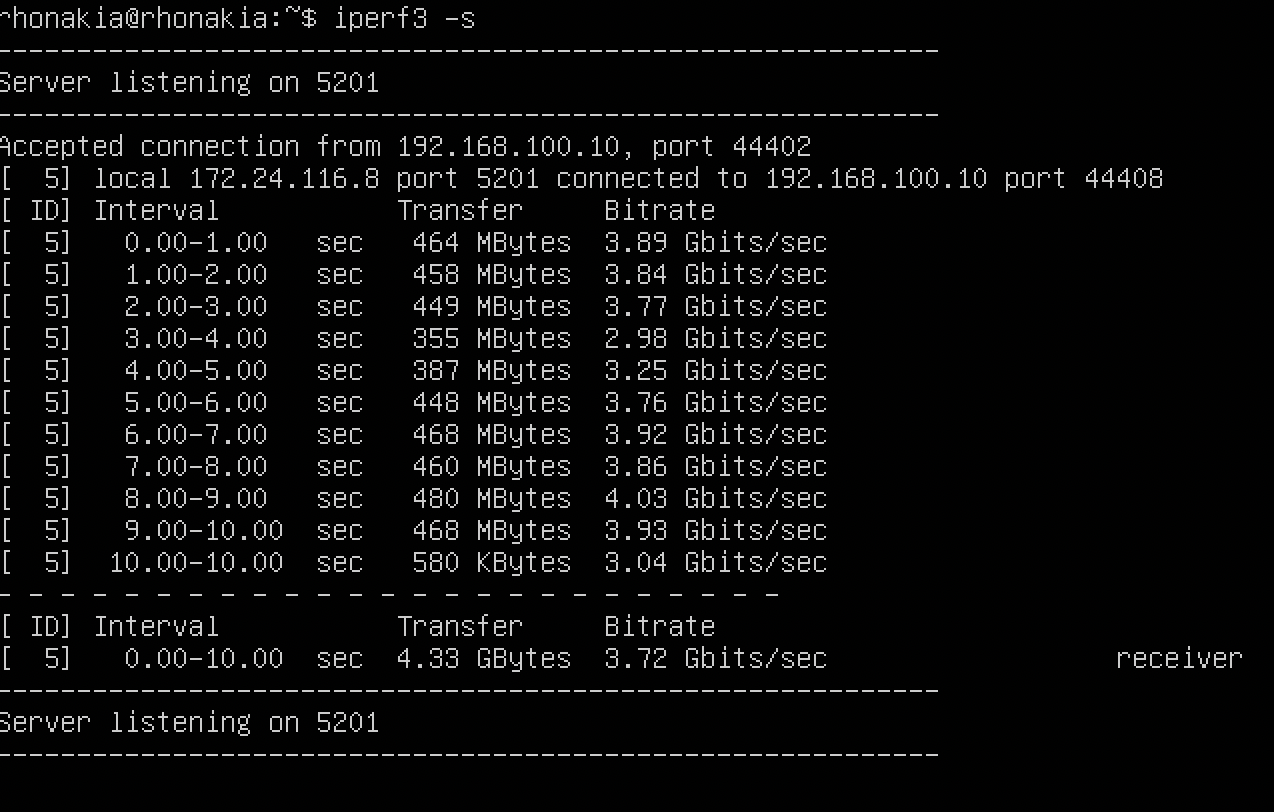 rhonakia@rhonakia:~$ iperf3 -s
-----------------------------------------------------------
Server listening on 5201
-----------------------------------------------------------
Accepted connection from 192.168.100.10, port 44402
[  5] local 172.24.116.8 port 5201 connected to 192.168.100.10 port 44408
[ ID] Interval           Transfer     Bitrate
[  5]   0.00-1.00   sec   464 MBytes  3.89 Gbits/sec
[  5]   1.00-2.00   sec   458 MBytes  3.84 Gbits/sec
[  5]   2.00-3.00   sec   449 MBytes  3.77 Gbits/sec
[  5]   3.00-4.00   sec   355 MBytes  2.98 Gbits/sec
[  5]   4.00-5.00   sec   387 MBytes  3.25 Gbits/sec
[  5]   5.00-6.00   sec   448 MBytes  3.76 Gbits/sec
[  5]   6.00-7.00   sec   468 MBytes  3.92 Gbits/sec
[  5]   7.00-8.00   sec   460 MBytes  3.86 Gbits/sec
[  5]   8.00-9.00   sec   480 MBytes  4.03 Gbits/sec
[  5]   9.00-10.00  sec   468 MBytes  3.93 Gbits/sec
[  5]  10.00-10.00  sec   580 KBytes  3.04 Gbits/sec
- - - - - - - - - - - - - - - - - - - - - - - - -
[ ID] Interval           Transfer     Bitrate
[  5]   0.00-10.00  sec  4.33 GBytes  3.72 Gbits/sec                  receiver
-----------------------------------------------------------
Server listening on 5201
-----------------------------------------------------------